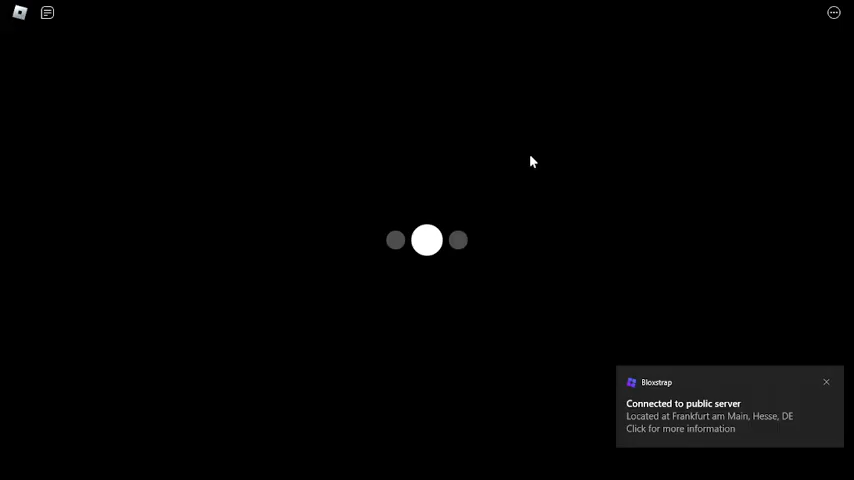 Bloxstrap
Connected to public server
Located at Frankfurt am Main, Hesse, DE
Click for more information